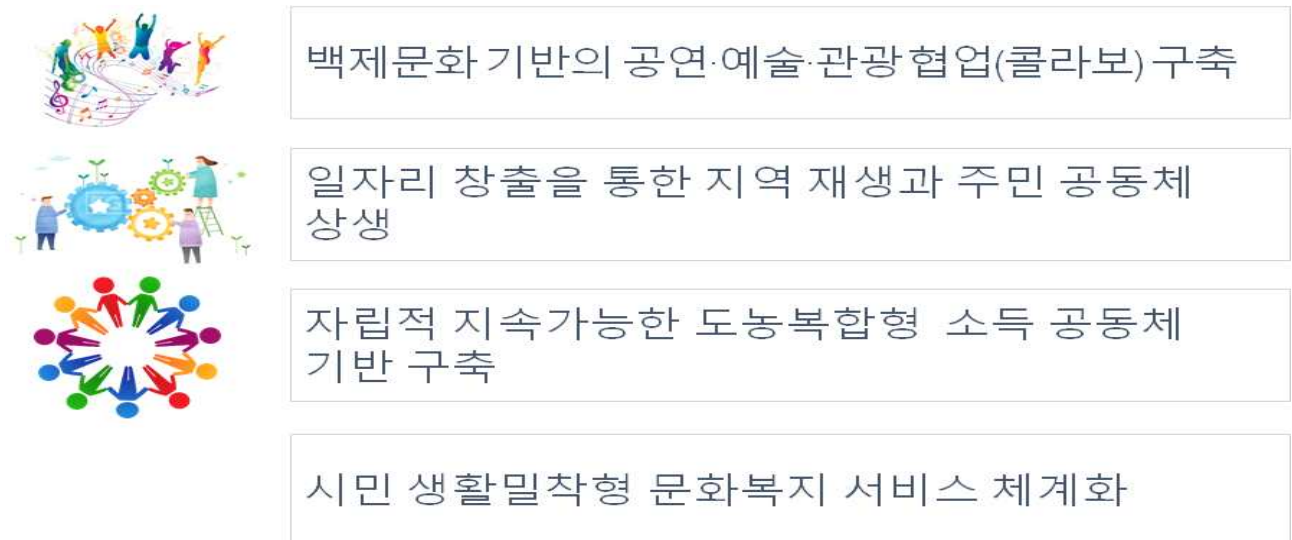 백제문화 기반의 공연·예술·관광 협업(콜라보) 구축
일자리 창출을 통한 지역 재생과 주민 공동체
상생
자립적 지속가능한 도농복합형 소득 공동체
기반 구축
시민 생활밀착형 문화복지 서비스 체계화